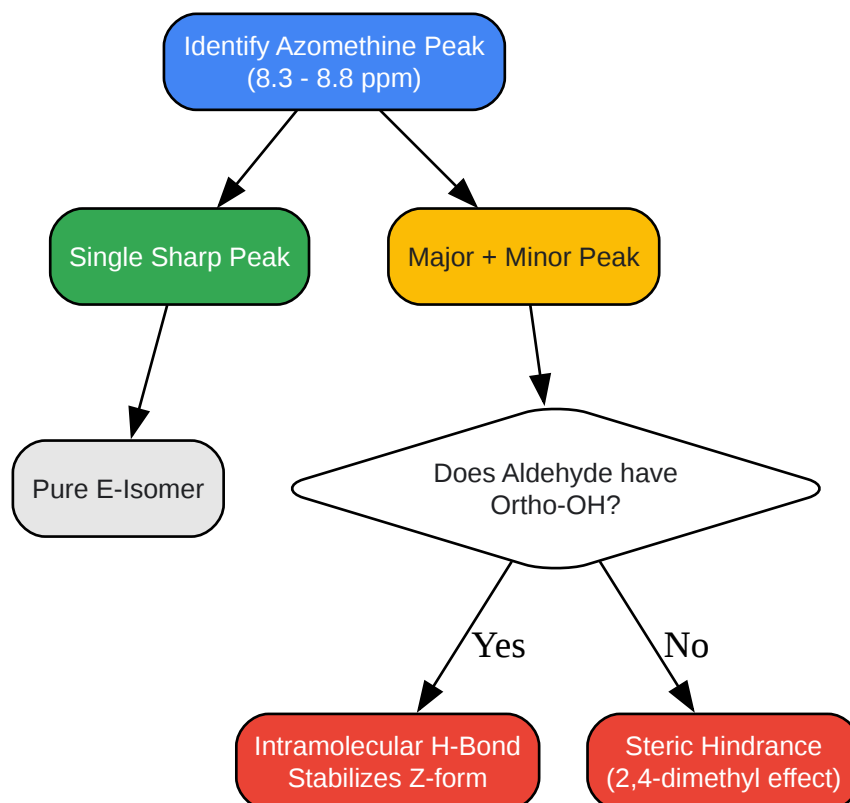 Identify Azomethine Peak
(8.3 - 8.8 ppm)
Single Sharp Peak
Major + Minor Peak
Pure E-Isomer
Does Aldehyde have
Ortho-OH?
Yes
No
Intramolecular H-Bond
Stabilizes Z-form
Steric Hindrance
(2,4-dimethyl effect)